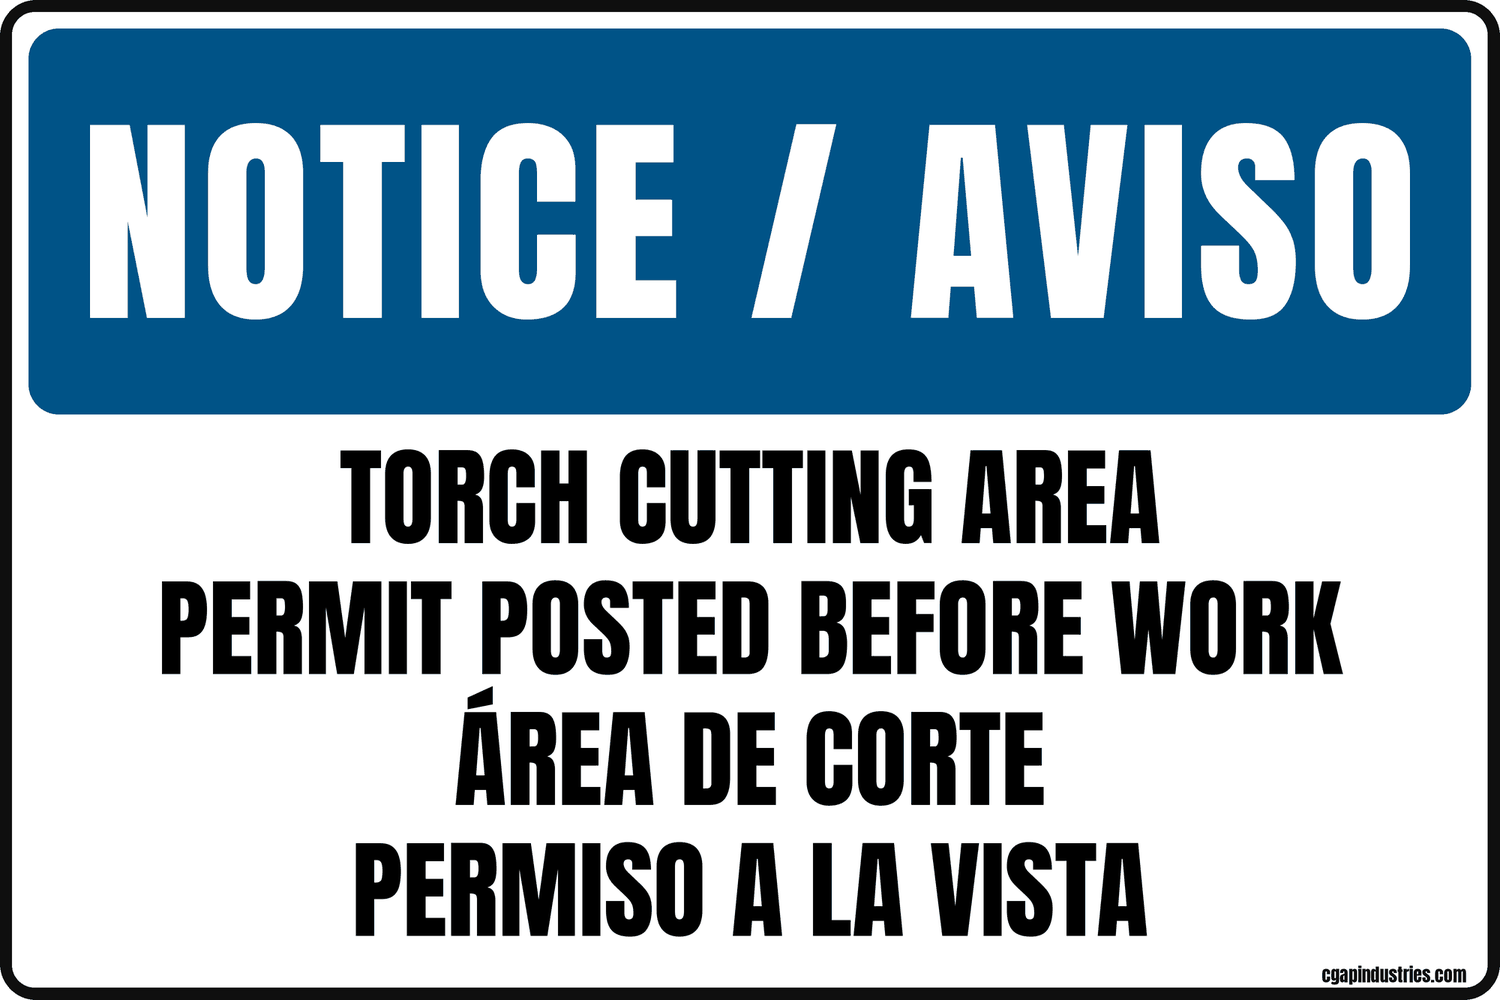 NOTICE / AVISO
TORCH CUTTING AREA
PERMIT POSTED BEFORE WORK
ÁREA DE CORTE
PERMISO A LA VISTA
cgapindustries.com